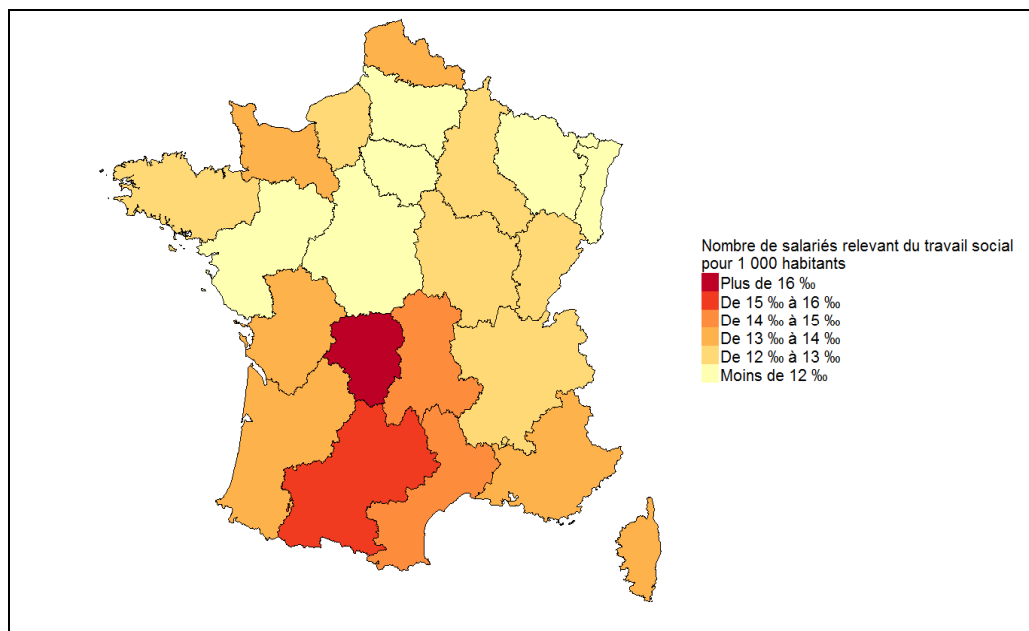 Nombre de salariés relevant du travail social
pour 1 000 habitants
Plus de 16 ‰
De 15 ‰ à 16 ‰
De 14 ‰ à 15 ‰
De 13 ‰ à 14 ‰
De 12 ‰ à 13 ‰
Moins de 12 ‰